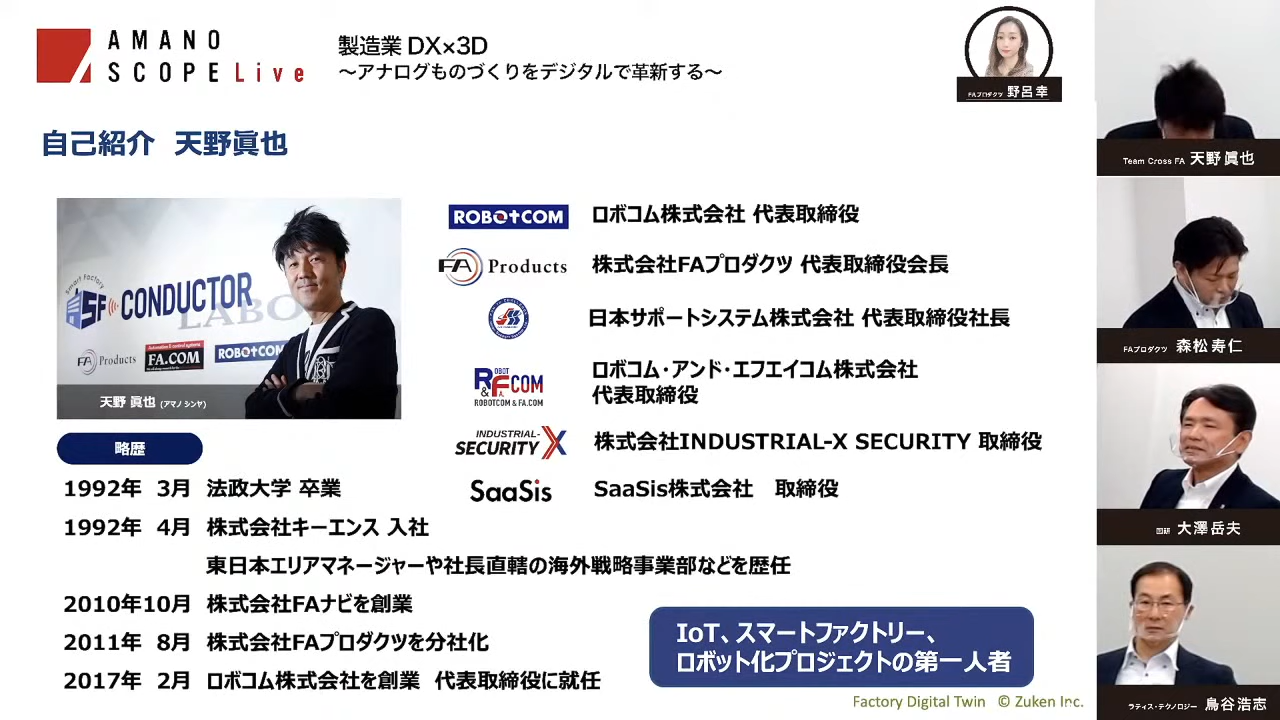 AMANO
SCOPE Live
製造業 DX×3D
～アナログものづくりをデジタルで革新する～
FAプロダクツ 野呂幸
自己紹介 天野眞也
Smart Factory
SF CONDUCTOR
LABO
FA Products
FA.COM
ROBOTCOM
天野 眞也 (アマノ シンヤ)
ROBOTCOM ロボコム株式会社 代表取締役
FA Products 株式会社FAプロダクツ 代表取締役会長
日本サポートシステム株式会社 代表取締役社長
ROBOT
R&FA.COM
ROBOTCOM & FA.COM
ロボコム・アンド・エフエイコム株式会社
代表取締役
INDUSTRIAL-
SECURITY X
株式会社INDUSTRIAL-X SECURITY 取締役
SaaSis SaaSis株式会社 取締役
略歴
1992年 3月 法政大学 卒業
1992年 4月 株式会社キーエンス 入社
東日本エリアマネージャーや社長直轄の海外戦略事業部などを歴任
2010年10月 株式会社FAナビを創業
2011年 8月 株式会社FAプロダクツを分社化
2017年 2月 ロボコム株式会社を創業 代表取締役に就任
IoT、スマートファクトリー、
ロボット化プロジェクトの第一人者
Factory Digital Twin © Zuken Inc.
Team Cross FA 天野 眞也
FAプロダクツ 森松 寿仁
図研 大澤岳夫
ラティス・テクノロジー 鳥谷浩志